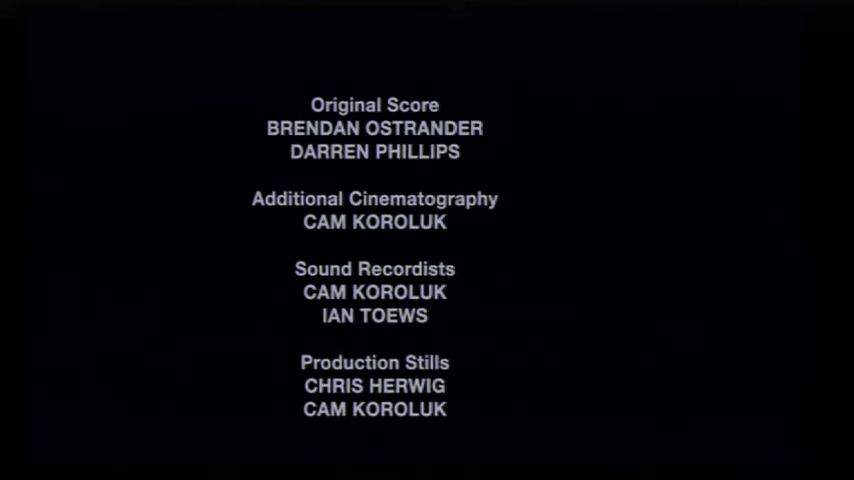 Original Score
BRENDAN OSTRANDER
DARREN PHILLIPS
Additional Cinematography
CAM KOROLUK
Sound Recordists
CAM KOROLUK
IAN TOEWS
Production Stills
CHRIS HERWIG
CAM KOROLUK